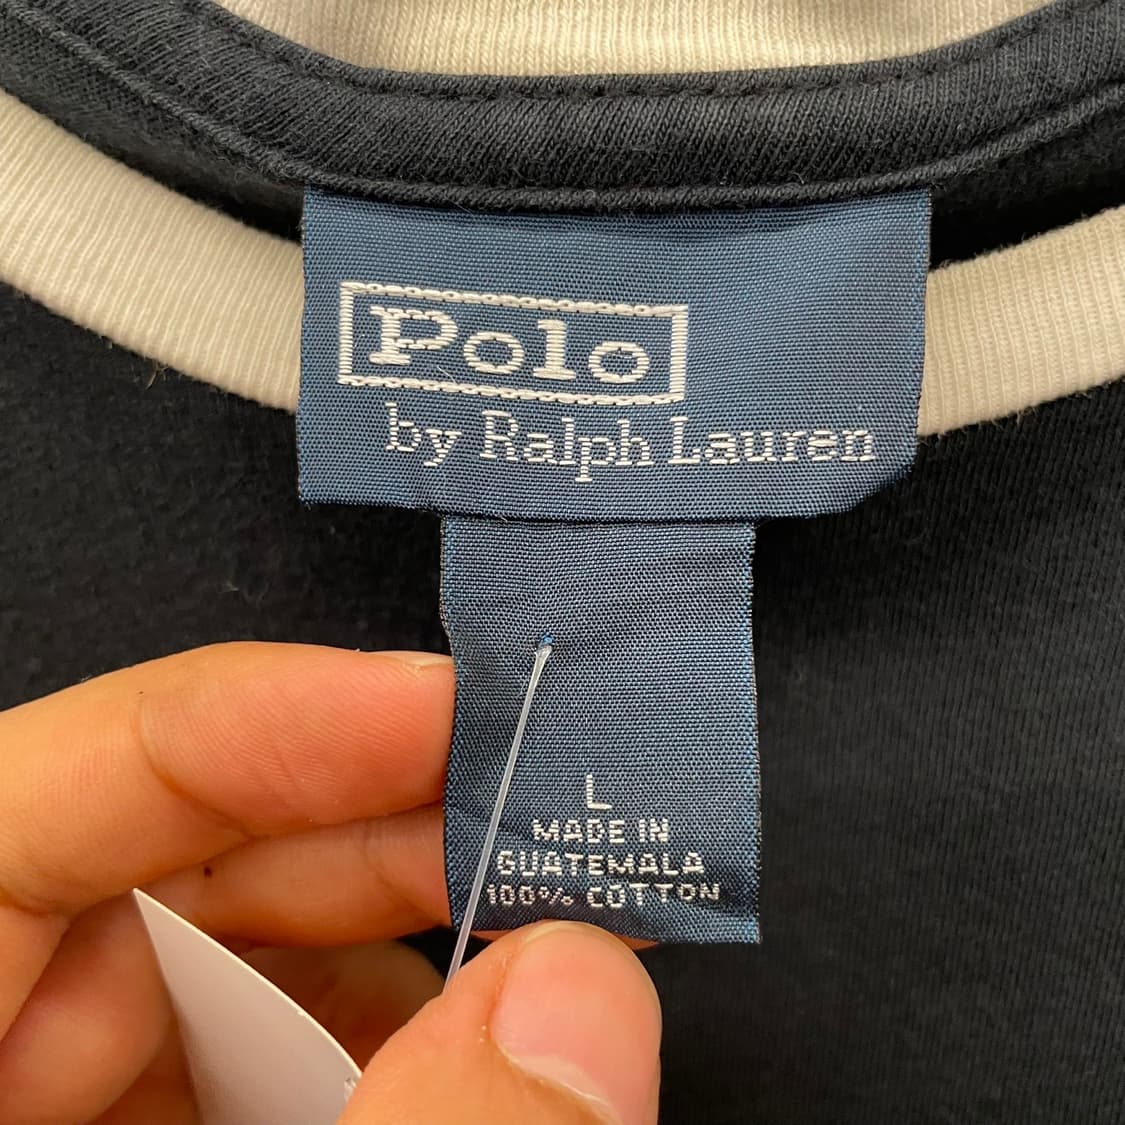 Polo
by Ralph Lauren
L
MADE IN
GUATEMALA
100% COTTON